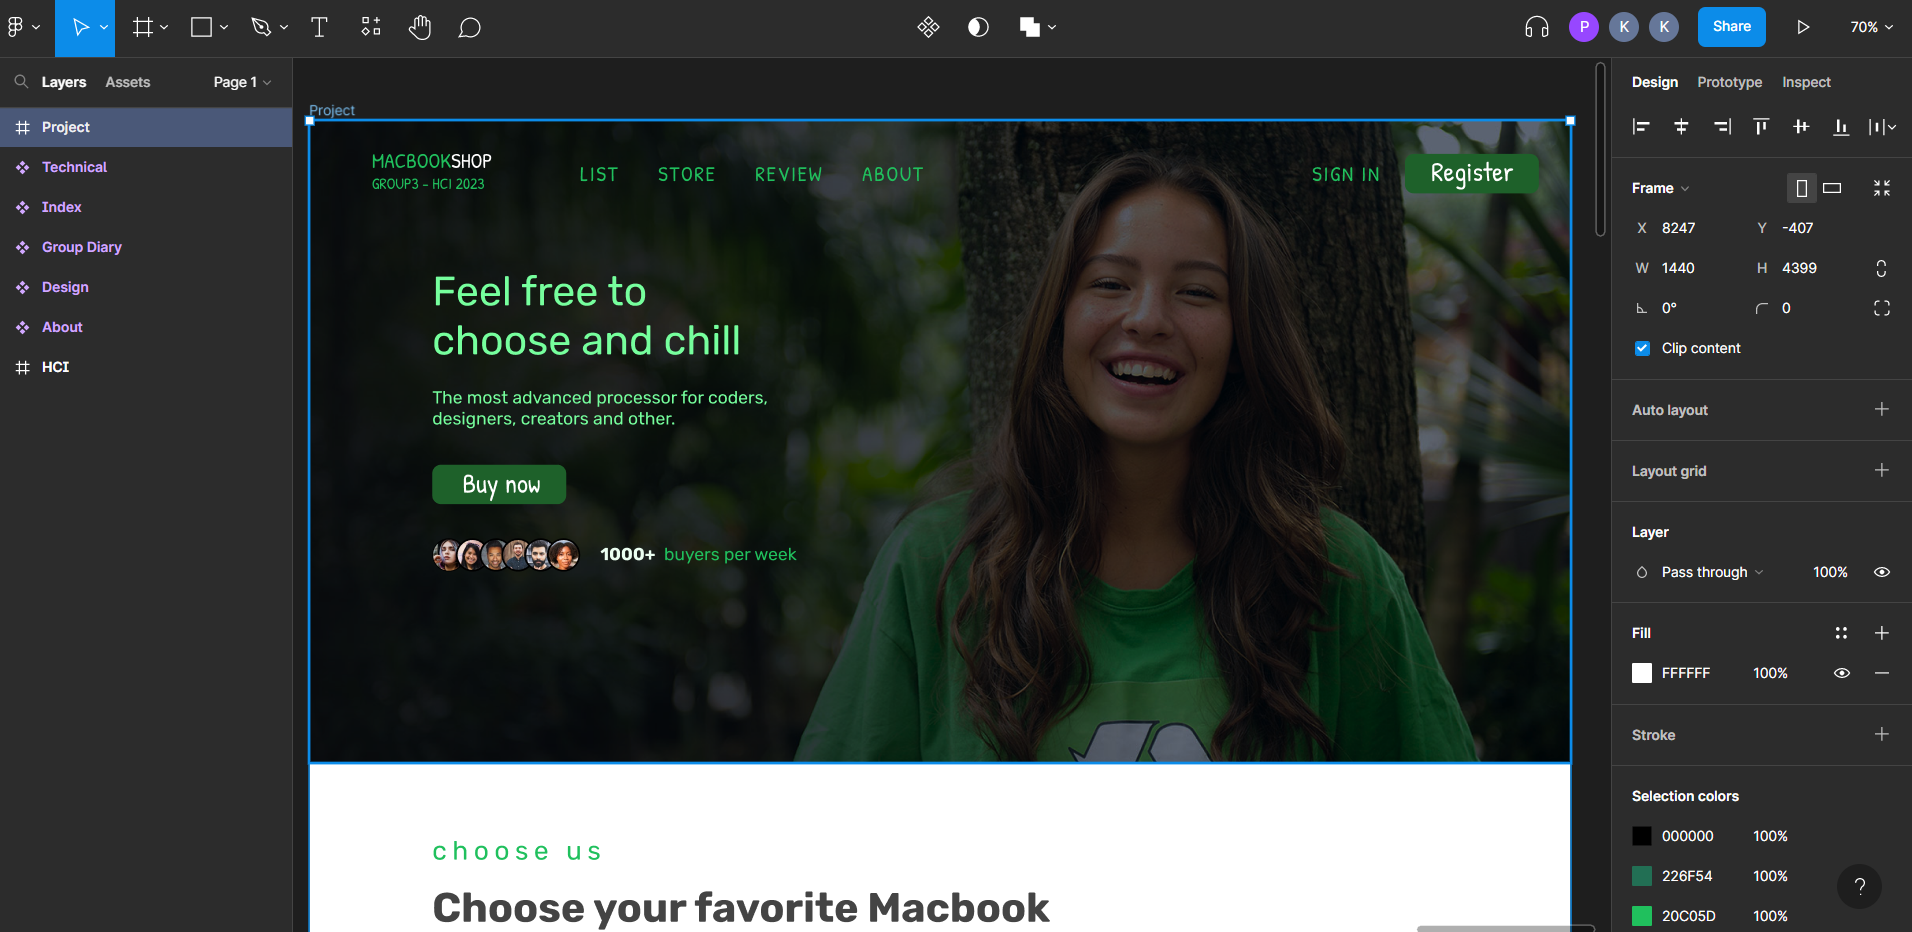 P
K
K
Share
70%
Layers
Assets
Page 1
Project
Technical
Index
Group Diary
Design
About
HCI
Project
MACBOOKSHOP
GROUP3 - HCI 2023
LIST
STORE
REVIEW
ABOUT
SIGN IN
Register
Feel free to
choose and chill
The most advanced processor for coders,
designers, creators and other.
Buy now
1000+ buyers per week
choose us
Choose your favorite Macbook
Design
Prototype
Inspect
Frame
X 8247
Y -407
W 1440
H 4399
0°
0
Clip content
Auto layout
Layout grid
Layer
Pass through
100%
Fill
FFFFFF
100%
Stroke
Selection colors
000000
100%
226F54
100%
?
20C05D
100%